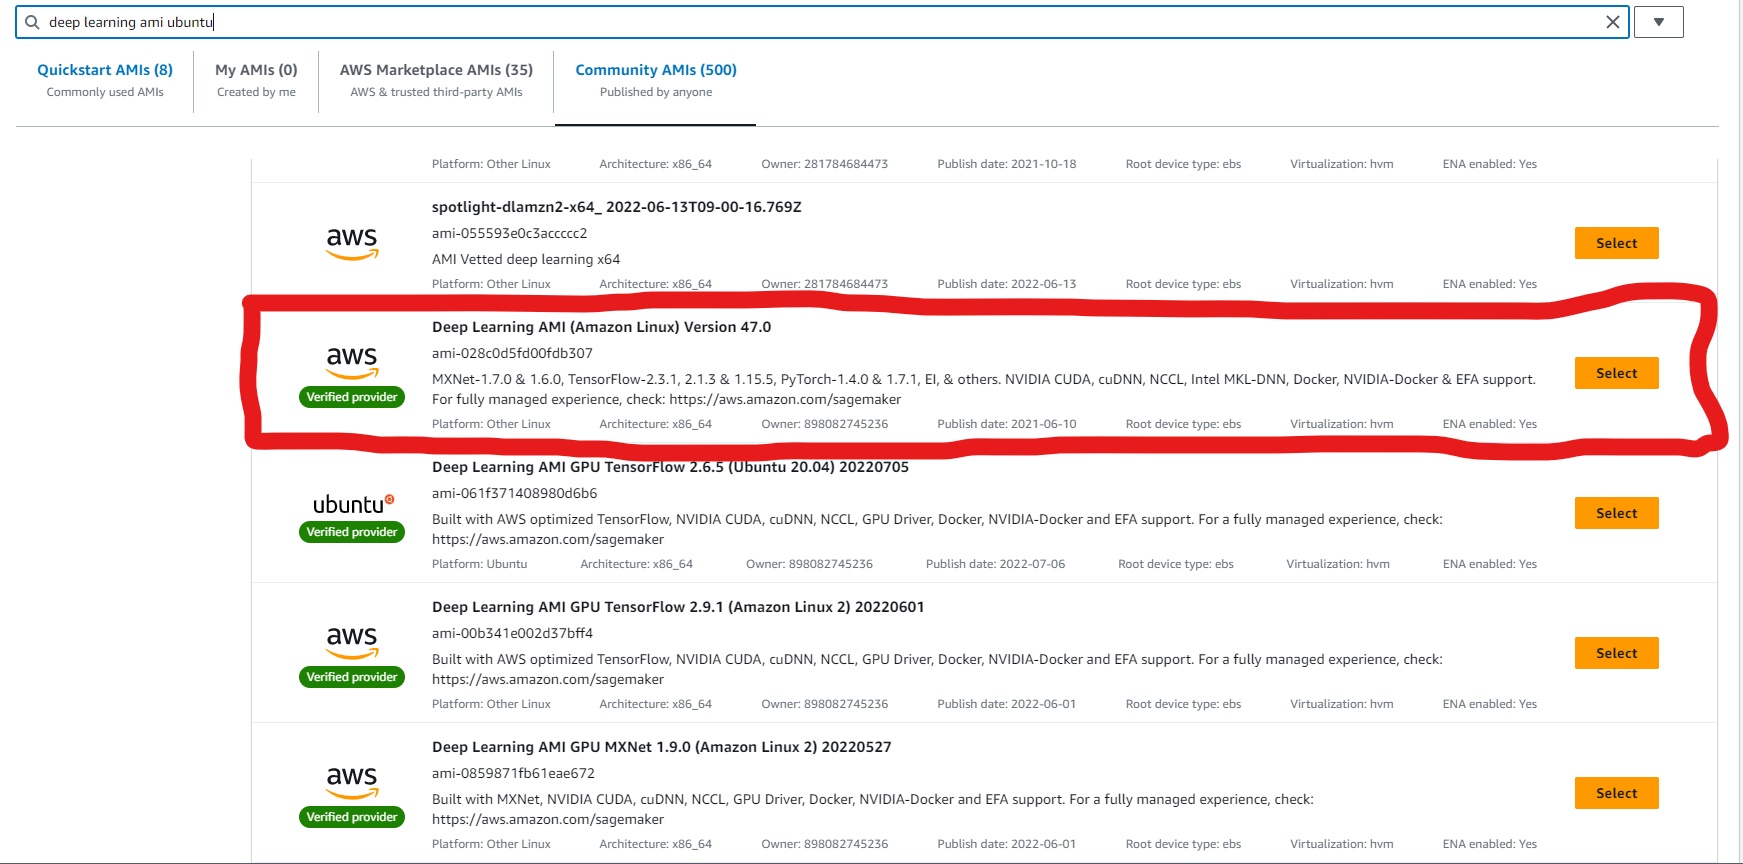 deep learning ami ubuntu
Quickstart AMIs (8)
Commonly used AMIs
My AMIs (0)
Created by me
AWS Marketplace AMIs (35)
AWS & trusted third-party AMIs
Community AMIs (500)
Published by anyone
Platform: Other Linux Architecture: x86_64 Owner: 281784684473 Publish date: 2021-10-18 Root device type: ebs Virtualization: hvm ENA enabled: Yes
aws
spotlight-dlamzn2-x64_ 2022-06-13T09-00-16.769Z
ami-055593e0c3accccc2
AMI Vetted deep learning x64
Platform: Other Linux Architecture: x86_64 Owner: 281784684473 Publish date: 2022-06-13 Root device type: ebs Virtualization: hvm ENA enabled: Yes
Select
aws
Verified provider
Deep Learning AMI (Amazon Linux) Version 47.0
ami-028c0d5fd00fdb307
MXNet-1.7.0 & 1.6.0, TensorFlow-2.3.1, 2.1.3 & 1.15.5, PyTorch-1.4.0 & 1.7.1, EI, & others. NVIDIA CUDA, cuDNN, NCCL, Intel MKL-DNN, Docker, NVIDIA-Docker & EFA support.
For fully managed experience, check: https://aws.amazon.com/sagemaker
Platform: Other Linux Architecture: x86_64 Owner: 898082745236 Publish date: 2021-06-10 Root device type: ebs Virtualization: hvm ENA enabled: Yes
Select
ubuntu
Verified provider
Deep Learning AMI GPU TensorFlow 2.6.5 (Ubuntu 20.04) 20220705
ami-061f371408980d6b6
Built with AWS optimized TensorFlow, NVIDIA CUDA, cuDNN, NCCL, GPU Driver, Docker, NVIDIA-Docker and EFA support. For a fully managed experience, check:
https://aws.amazon.com/sagemaker
Platform: Ubuntu Architecture: x86_64 Owner: 898082745236 Publish date: 2022-07-06 Root device type: ebs Virtualization: hvm ENA enabled: Yes
Select
aws
Verified provider
Deep Learning AMI GPU TensorFlow 2.9.1 (Amazon Linux 2) 20220601
ami-00b341e002d37bff4
Built with AWS optimized TensorFlow, NVIDIA CUDA, cuDNN, NCCL, GPU Driver, Docker, NVIDIA-Docker and EFA support. For a fully managed experience, check:
https://aws.amazon.com/sagemaker
Platform: Other Linux Architecture: x86_64 Owner: 898082745236 Publish date: 2022-06-01 Root device type: ebs Virtualization: hvm ENA enabled: Yes
Select
aws
Verified provider
Deep Learning AMI GPU MXNet 1.9.0 (Amazon Linux 2) 20220527
ami-0859871fb61eae672
Built with MXNet, NVIDIA CUDA, cuDNN, NCCL, GPU Driver, Docker, NVIDIA-Docker and EFA support. For a fully managed experience, check:
https://aws.amazon.com/sagemaker
Platform: Other Linux Architecture: x86_64 Owner: 898082745236 Publish date: 2022-06-01 Root device type: ebs Virtualization: hvm ENA enabled: Yes
Select